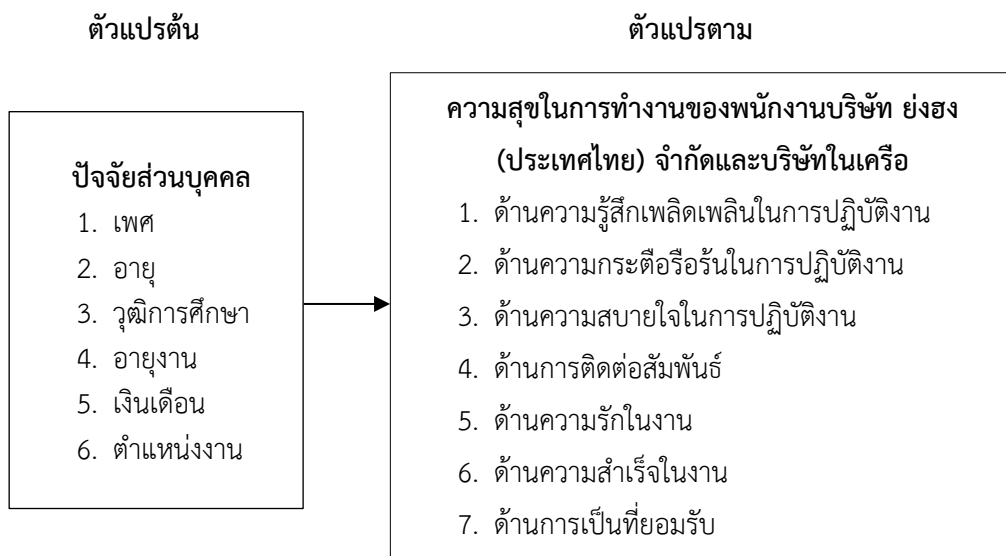 ตัวแปรต้น
ตัวแปรตาม
ปัจจัยส่วนบุคคล
1. เพศ
2. อายุ
3. วุฒิการศึกษา
4. อายุงาน
5. เงินเดือน
6. ตำแหน่งงาน
ความสุขในการทำงานของพนักงานบริษัท ย่งฮง
(ประเทศไทย) จำกัดและบริษัทในเครือ
1. ด้านความรู้สึกเพลิดเพลินในการปฏิบัติงาน
2. ด้านความกระตือรือร้นในการปฏิบัติงาน
3. ด้านความสบายใจในการปฏิบัติงาน
4. ด้านการติดต่อสัมพันธ์
5. ด้านความรักในงาน
6. ด้านความสำเร็จในงาน
7. ด้านการเป็นที่ยอมรับ